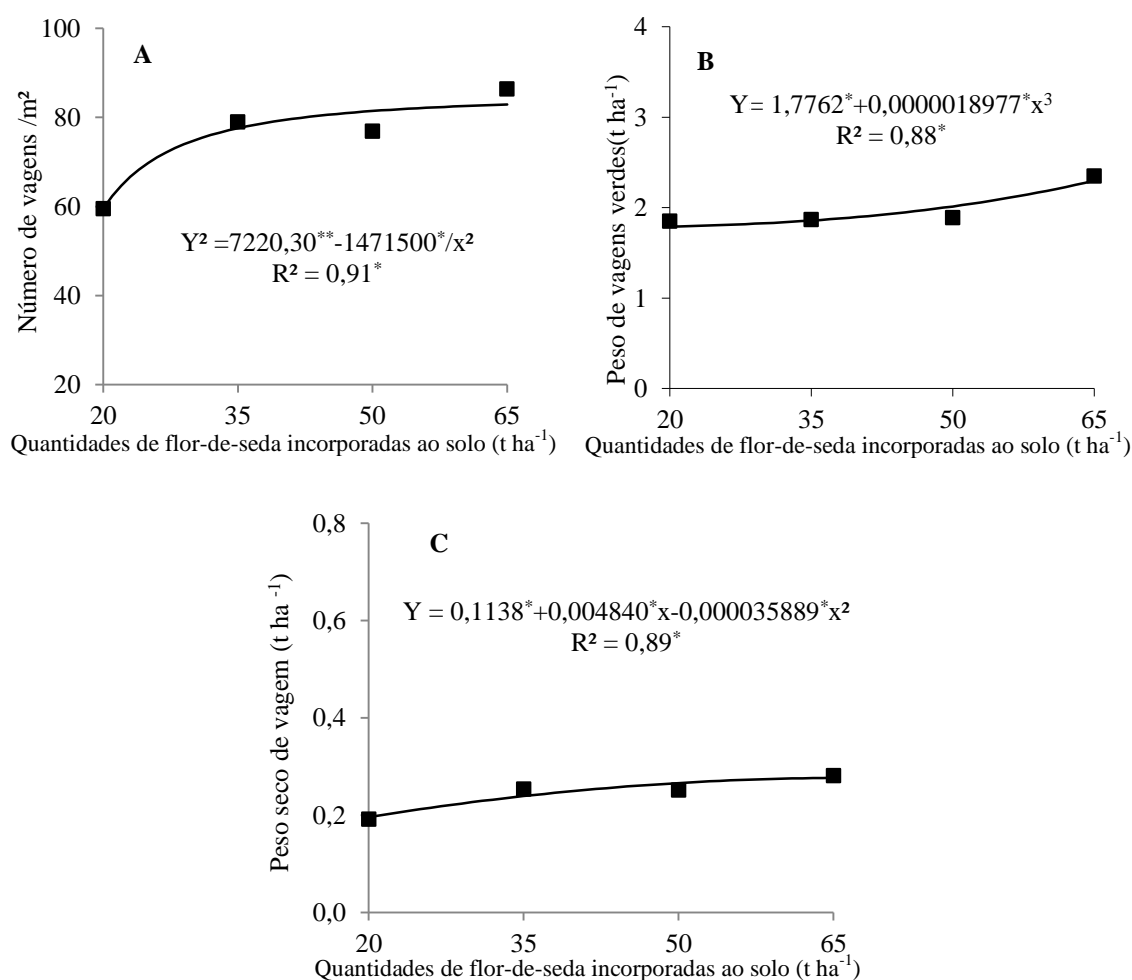 A
Número de vagens /m²
100
80
60
40
20
Y² =7220,30**-1471500*/x²
R² = 0,91*
20 35 50 65
Quantidades de flor-de-seda incorporadas ao solo (t ha⁻¹)
B
Peso de vagens verdes(t ha⁻¹)
4
3
2
1
0
Y= 1,7762*+0,0000018977*x³
R² = 0,88*
20 35 50 65
Quantidades de flor-de-seda incorporadas ao solo (t ha⁻¹)
C
Peso seco de vagem (t ha ⁻¹)
0,8
0,6
0,4
0,2
0,0
Y = 0,1138*+0,004840*x-0,000035889*x²
R² = 0,89*
20 35 50 65
Quantidades de flor-de-seda incorporadas ao solo (t ha⁻¹)